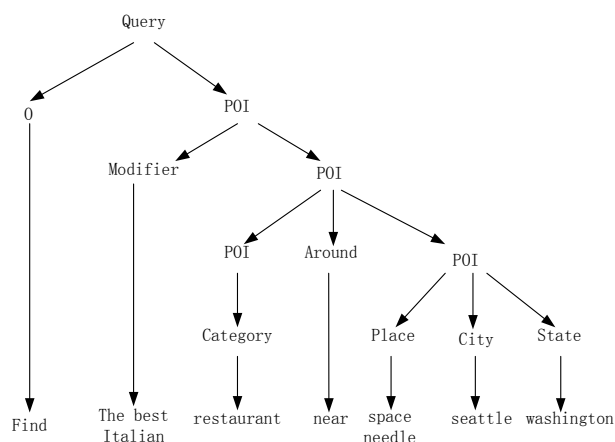 Query
O
POI
Modifier
POI
POI
Around
POI
Category
Place
City
State
Find
The best
Italian
restaurant
near
space
needle
seattle
washington